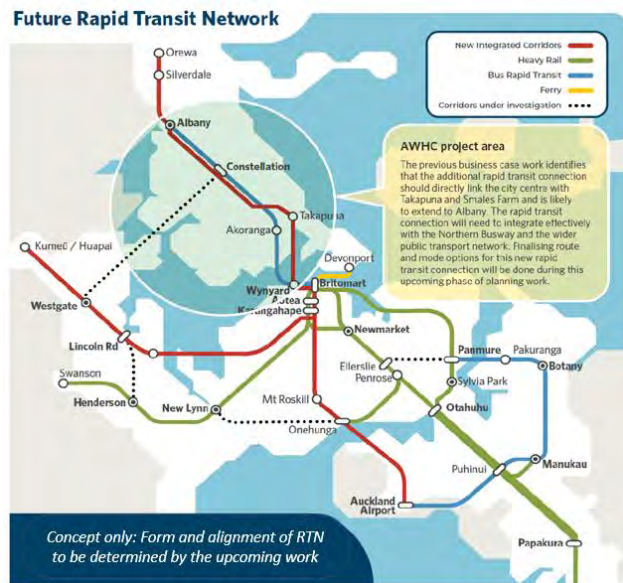 Future Rapid Transit Network
New Integrated Corridors
Heavy Rail
Bus Rapid Transit
Ferry
Corridors under investigation
Orewa
Silverdale
Albany
Constellation
Takapuna
Akoranga
AWHC project area
The previous business case work identifies
that the additional rapid transit connection
should directly link the city centre with
Takapuna and Smales Farm and is likely
to extend to Albany. The rapid transit
connection will need to integrate effectively
with the Northern Busway and the wider
public transport network. Finalising route
and mode options for this new rapid
transit connection will be done during this
upcoming phase of planning work.
Kumeū / Huapai
Devonport
Wynyard
Britomart
Aotea
Karangahape
Westgate
Newmarket
Lincoln Rd
Ellerslie
Panmure
Pakuranga
Penrose
Botany
Swanson
Sylvia Park
Henderson
New Lynn
Mt Roskill
Otahuhu
Onehunga
Puhinui
Manukau
Auckland
Airport
Papakura
Concept only: Form and alignment of RTN
to be determined by the upcoming work